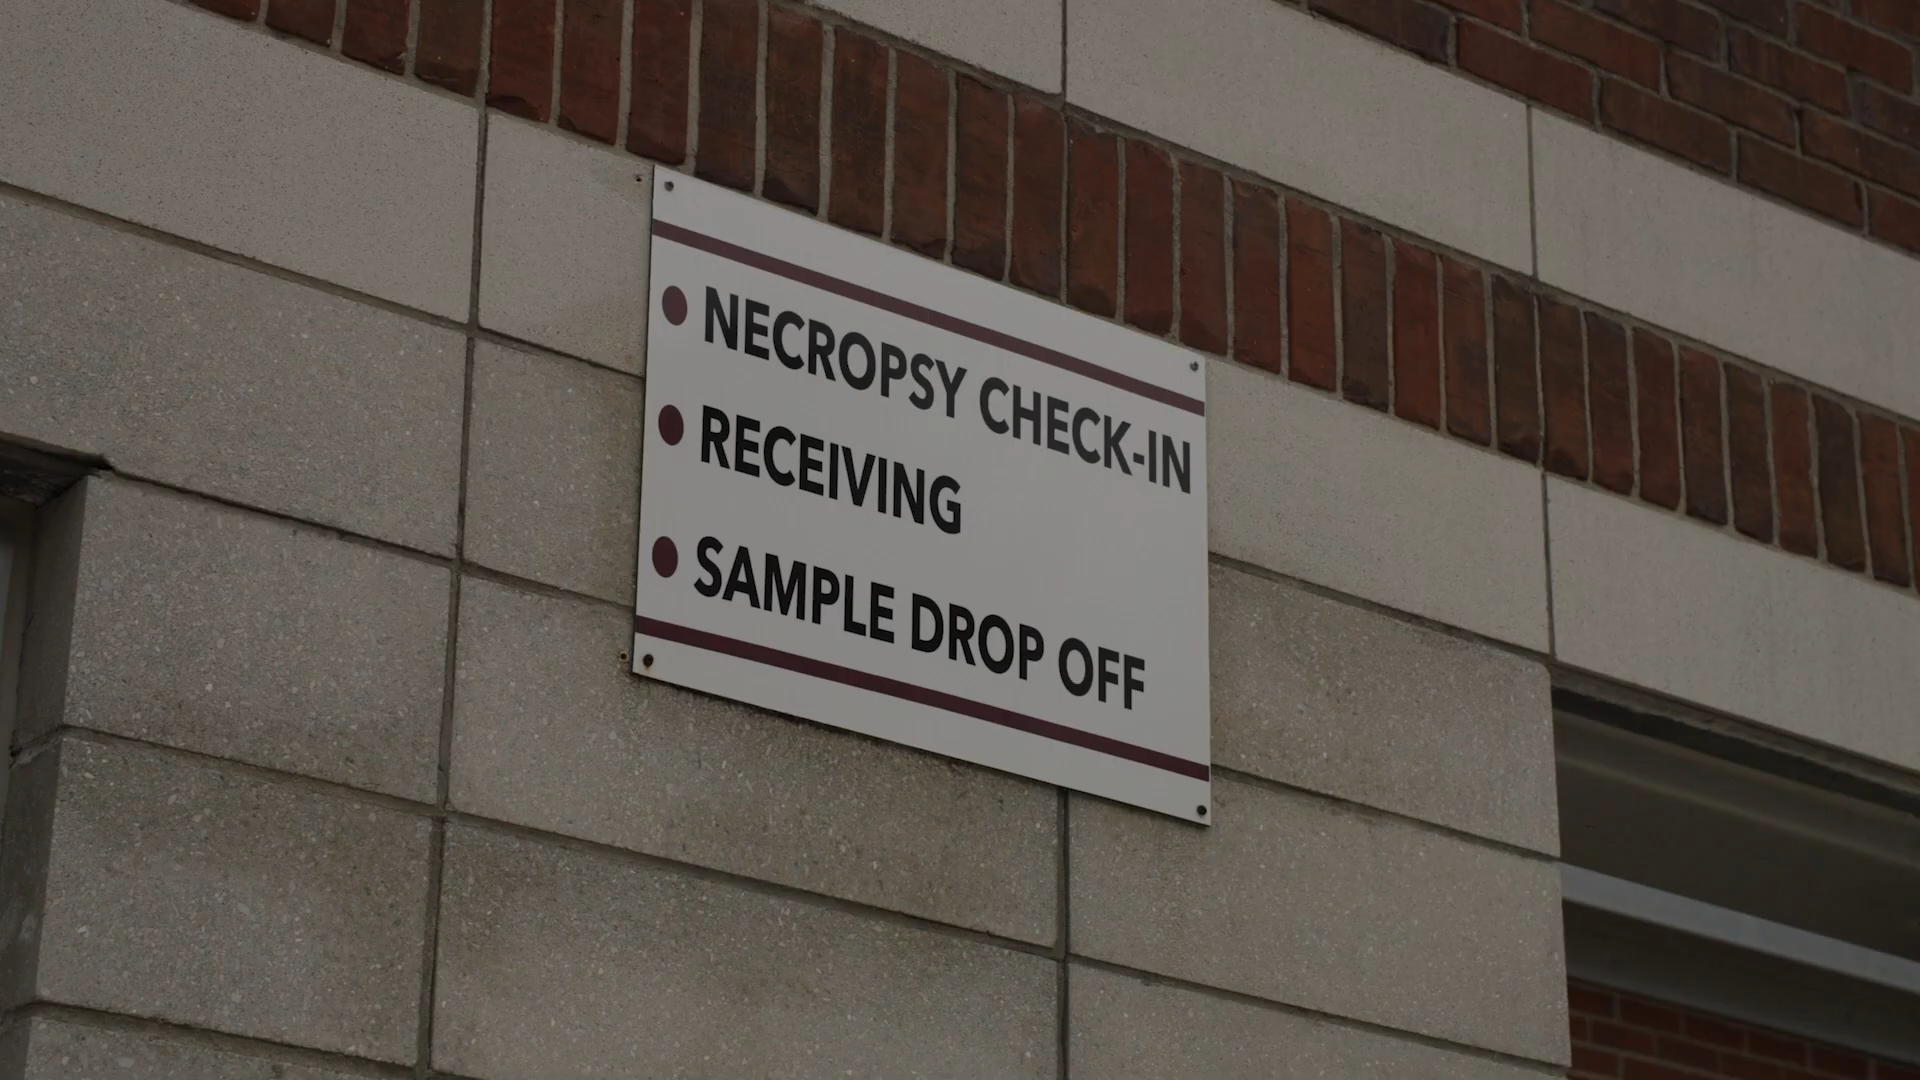 • NECROPSY CHECK-IN
• RECEIVING
• SAMPLE DROP OFF